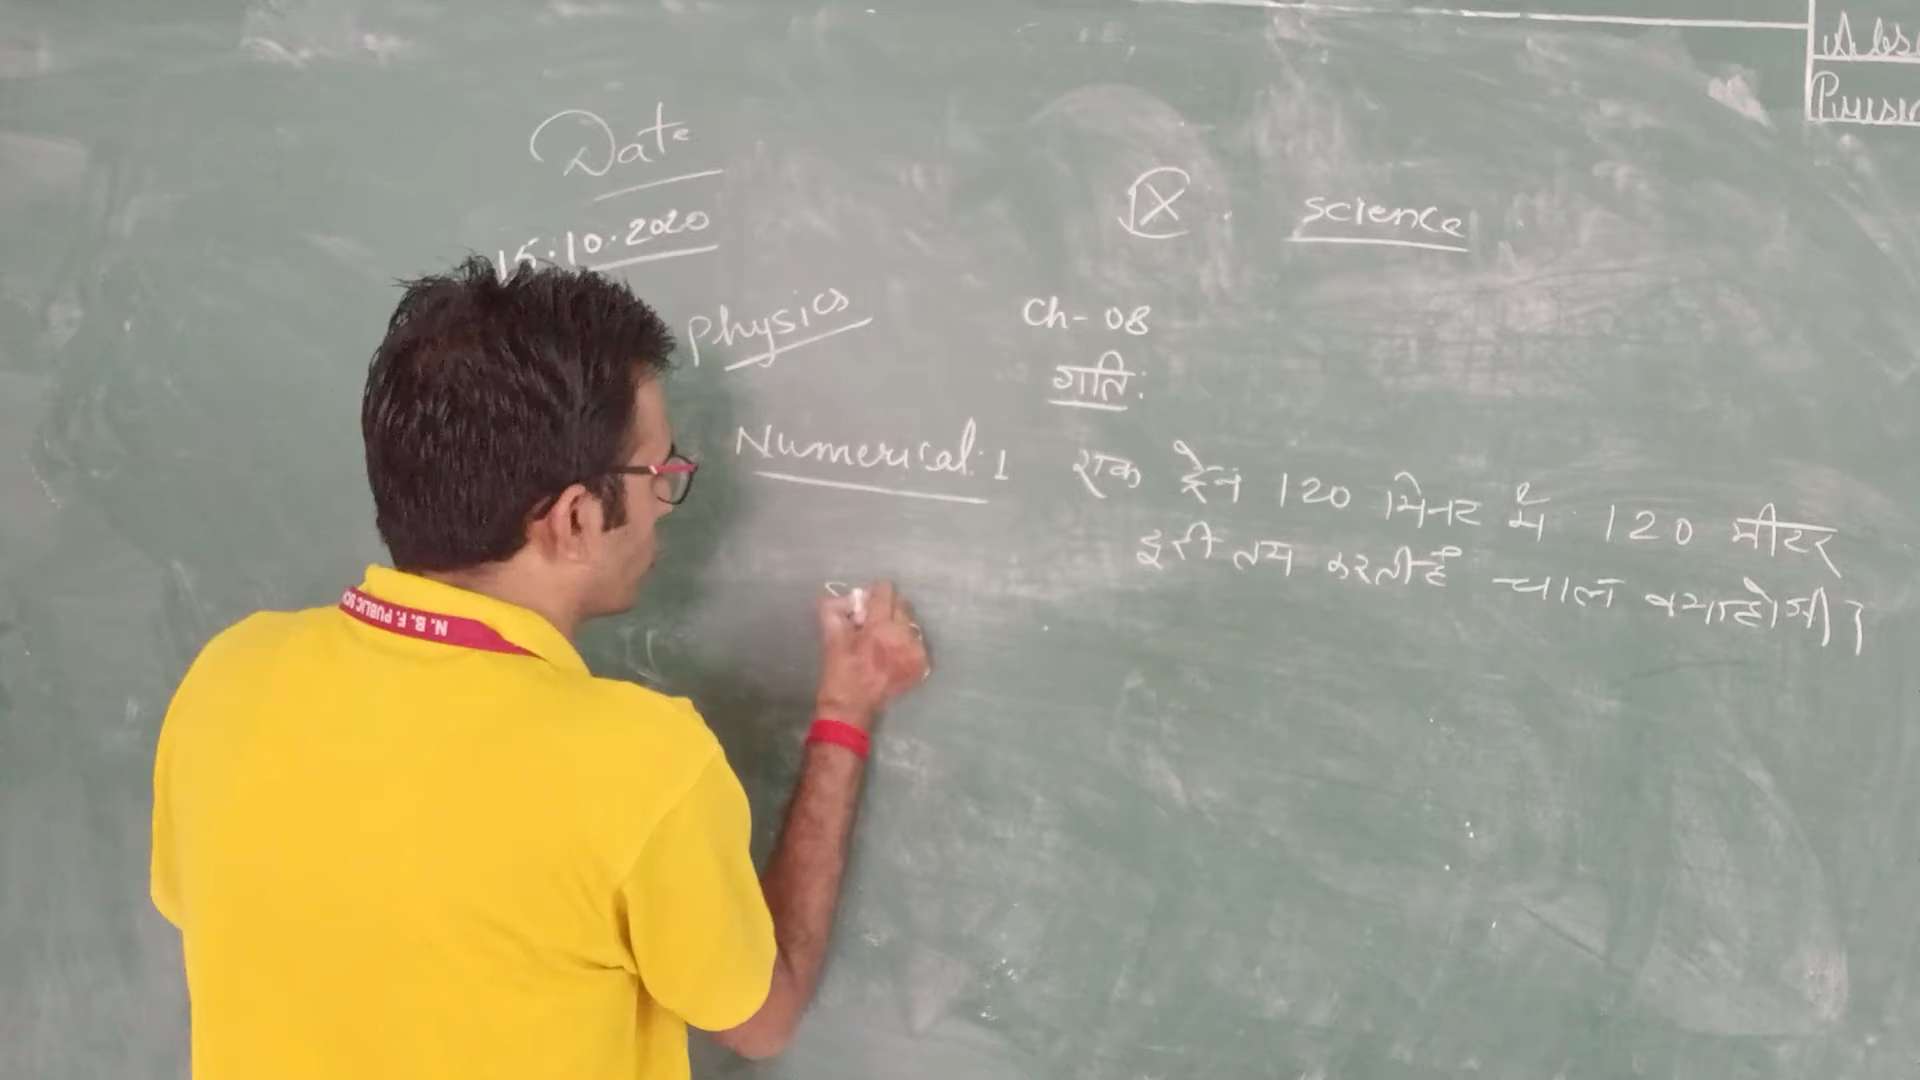 Date
15.10.2020
IX
science
Physics
Ch-08
गति:
Numerical:1 एक ट्रेन 120 मिनट में 120 मीटर
दूरी तय करती है चाल क्या होगी।
N. B. F. PUBLIC